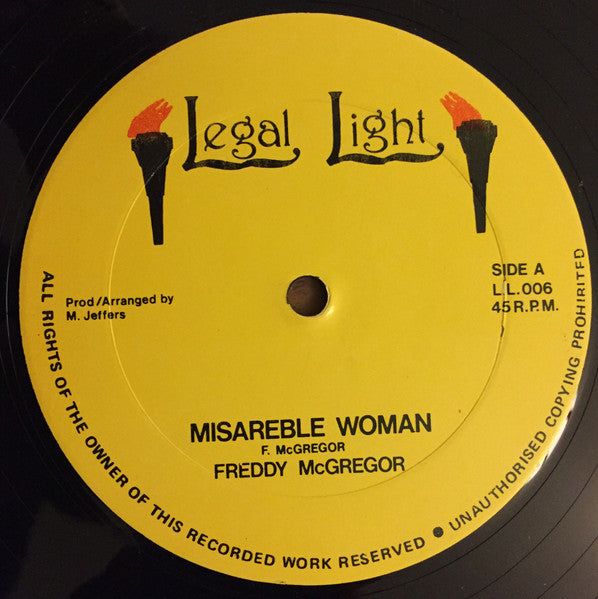 Legal Light
SIDE A
L.L.006
45 R.P.M.
Prod/Arranged by
M. Jeffers
MISAREBLE WOMAN
F. McGREGOR
FREDDY McGREGOR
ALL RIGHTS OF THE OWNER OF THIS RECORDED WORK RESERVED ● UNAUTHORISED COPYING PROHIBITED